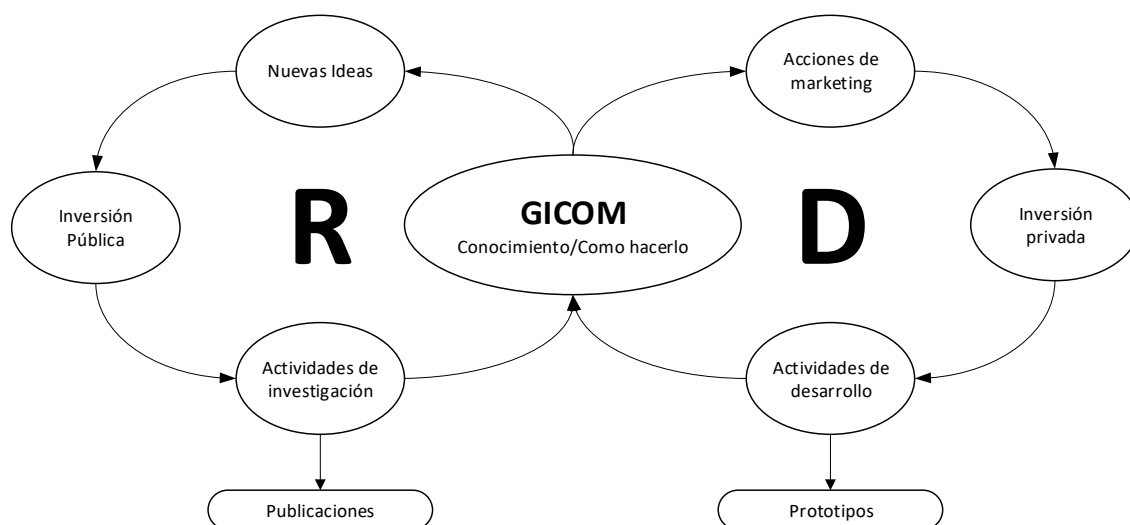 Nuevas Ideas
Acciones de
marketing
Inversión
Pública
R
GICOM
Conocimiento/Como hacerlo
D
Inversión
privada
Actividades de
investigación
Actividades de
desarrollo
Publicaciones
Prototipos